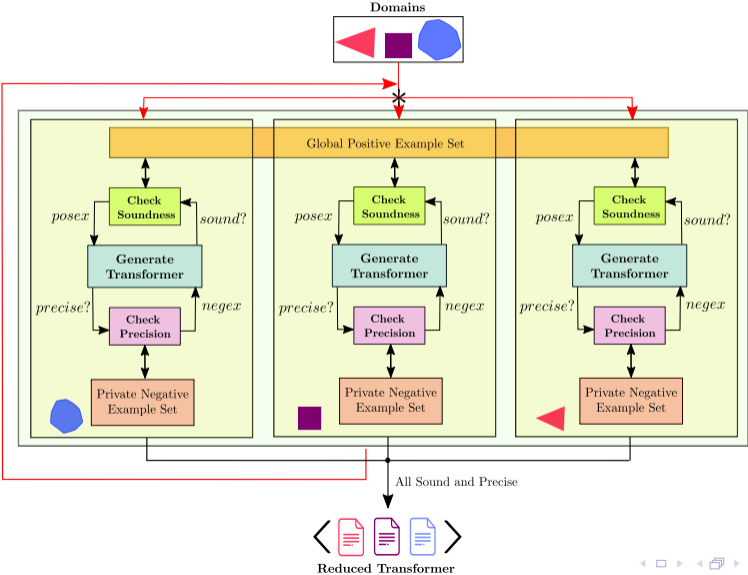 Domains
Global Positive Example Set
Check
Soundness
posex
sound?
Generate
Transformer
precise?
negex
Check
Precision
Private Negative
Example Set
Check
Soundness
posex
sound?
Generate
Transformer
precise?
negex
Check
Precision
Private Negative
Example Set
Check
Soundness
posex
sound?
Generate
Transformer
precise?
negex
Check
Precision
Private Negative
Example Set
All Sound and Precise
Reduced Transformer